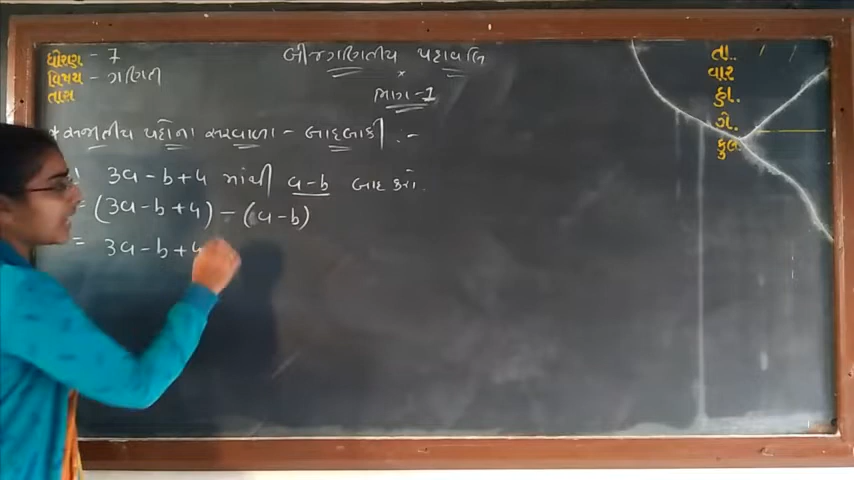 ધોરણ - 7
વિષય - ગણિત
તાસ
બીજગણિતીય પદાવલિ
ભાગ-1
* સજાતીય પદોના સરવાળા - બાદબાકી :-
3a-b+4 માંથી a-b બાદ કરો.
= (3a-b+4) - (a-b)
= 3a-b+4
તા..
વાર
હા..
ગે.
કુલ